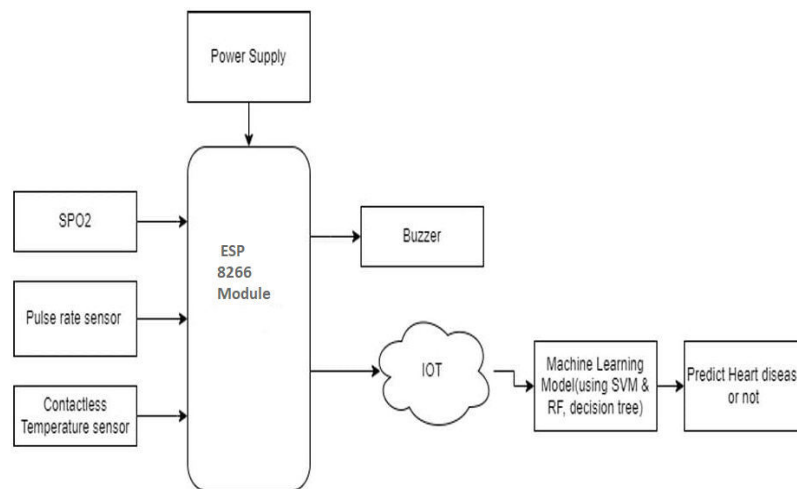 Power Supply
SPO2
Pulse rate sensor
Contactless
Temperature sensor
ESP
8266
Module
Buzzer
IOT
Machine Learning
Model(using SVM &
RF, decision tree)
Predict Heart diseas
or not